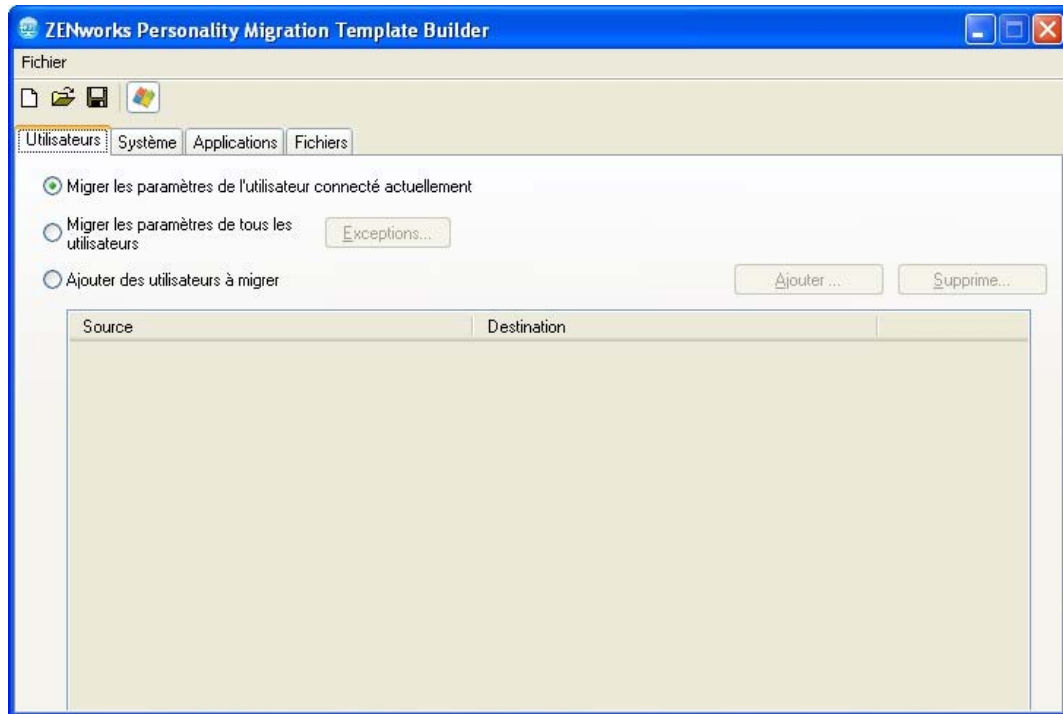 ZENworks Personality Migration Template Builder
Fichier
Utilisateurs Système Applications Fichiers
Migrer les paramètres de l'utilisateur connecté actuellement
Migrer les paramètres de tous les
utilisateurs
Exceptions...
Ajouter des utilisateurs à migrer
Ajouter ...
Supprime...
Source Destination